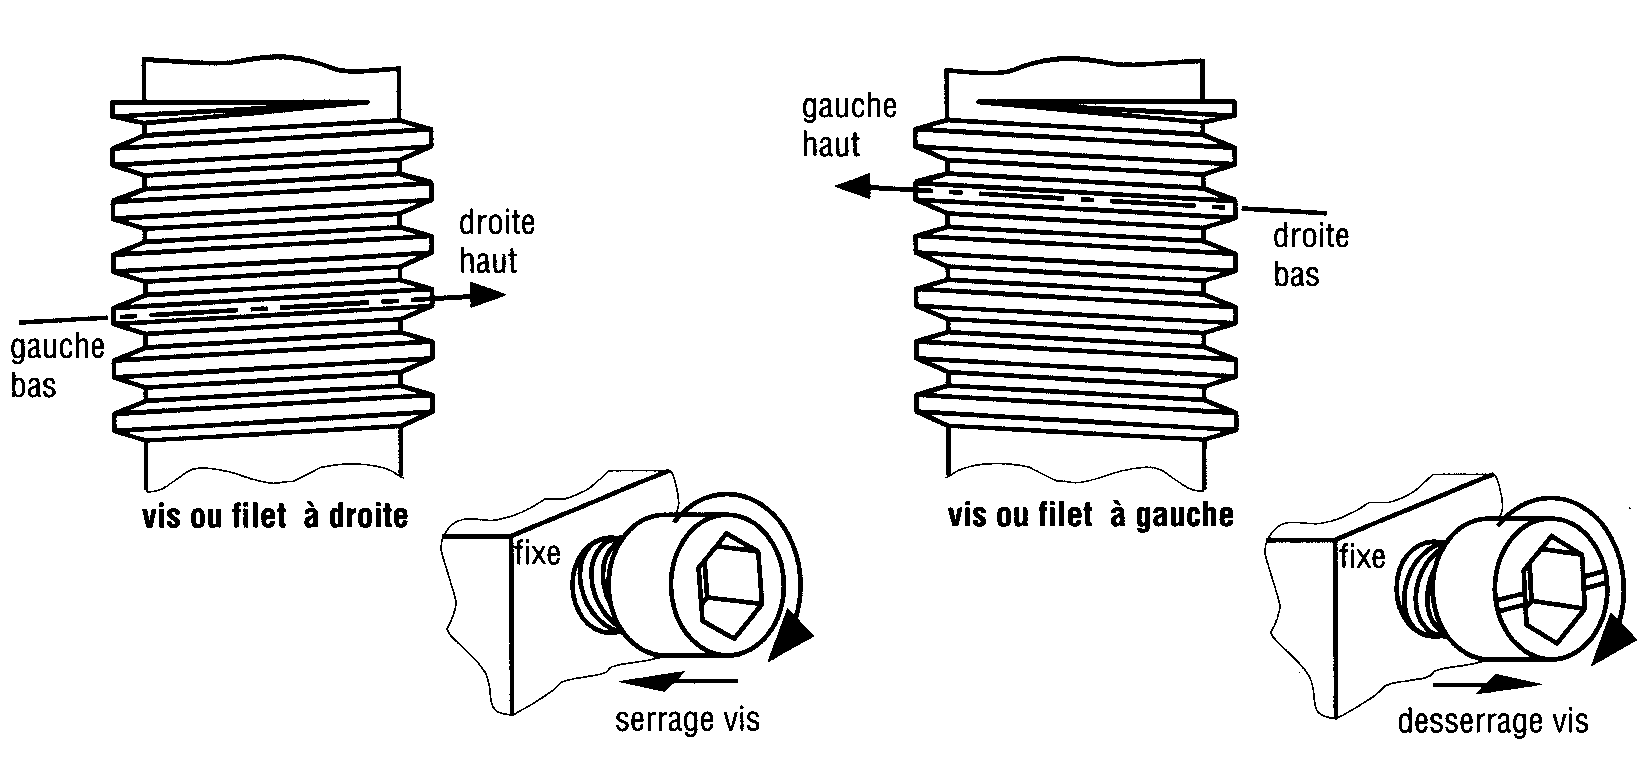 gauche
haut
droite
haut
droite
bas
gauche
bas
vis ou filet à droite
vis ou filet à gauche
fixe
fixe
serrage vis
desserrage vis